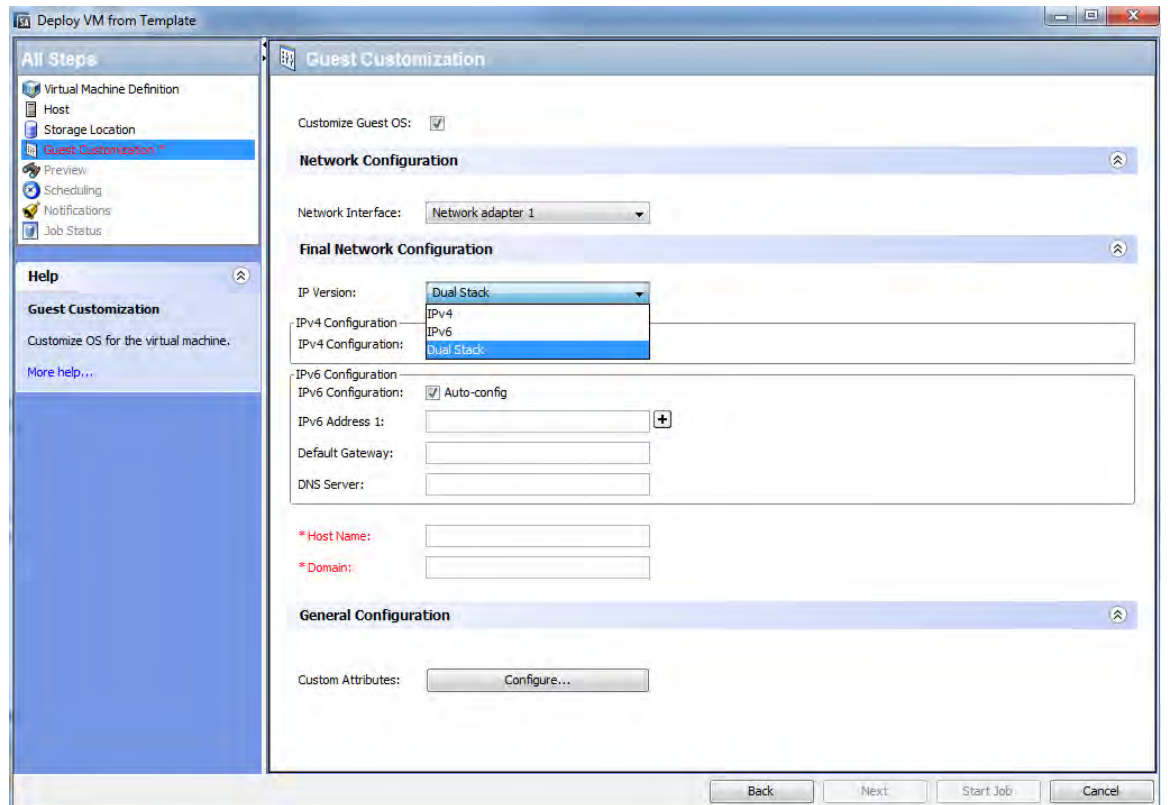 SA Deploy VM from Template
All Steps
Virtual Machine Definition
Host
Storage Location
Guest Customization *
Preview
Scheduling
Notifications
Job Status
Help
Guest Customization
Customize OS for the virtual machine.
More help...
Guest Customization
Customize Guest OS:
Network Configuration
Network Interface: Network adapter 1
Final Network Configuration
IP Version: Dual Stack
IPv4
IPv6
Dual Stack
IPv4 Configuration
IPv4 Configuration:
IPv6 Configuration
IPv6 Configuration: Auto-config
IPv6 Address 1:
Default Gateway:
DNS Server:
* Host Name:
* Domain:
General Configuration
Custom Attributes: Configure...
Back Next Start Job Cancel